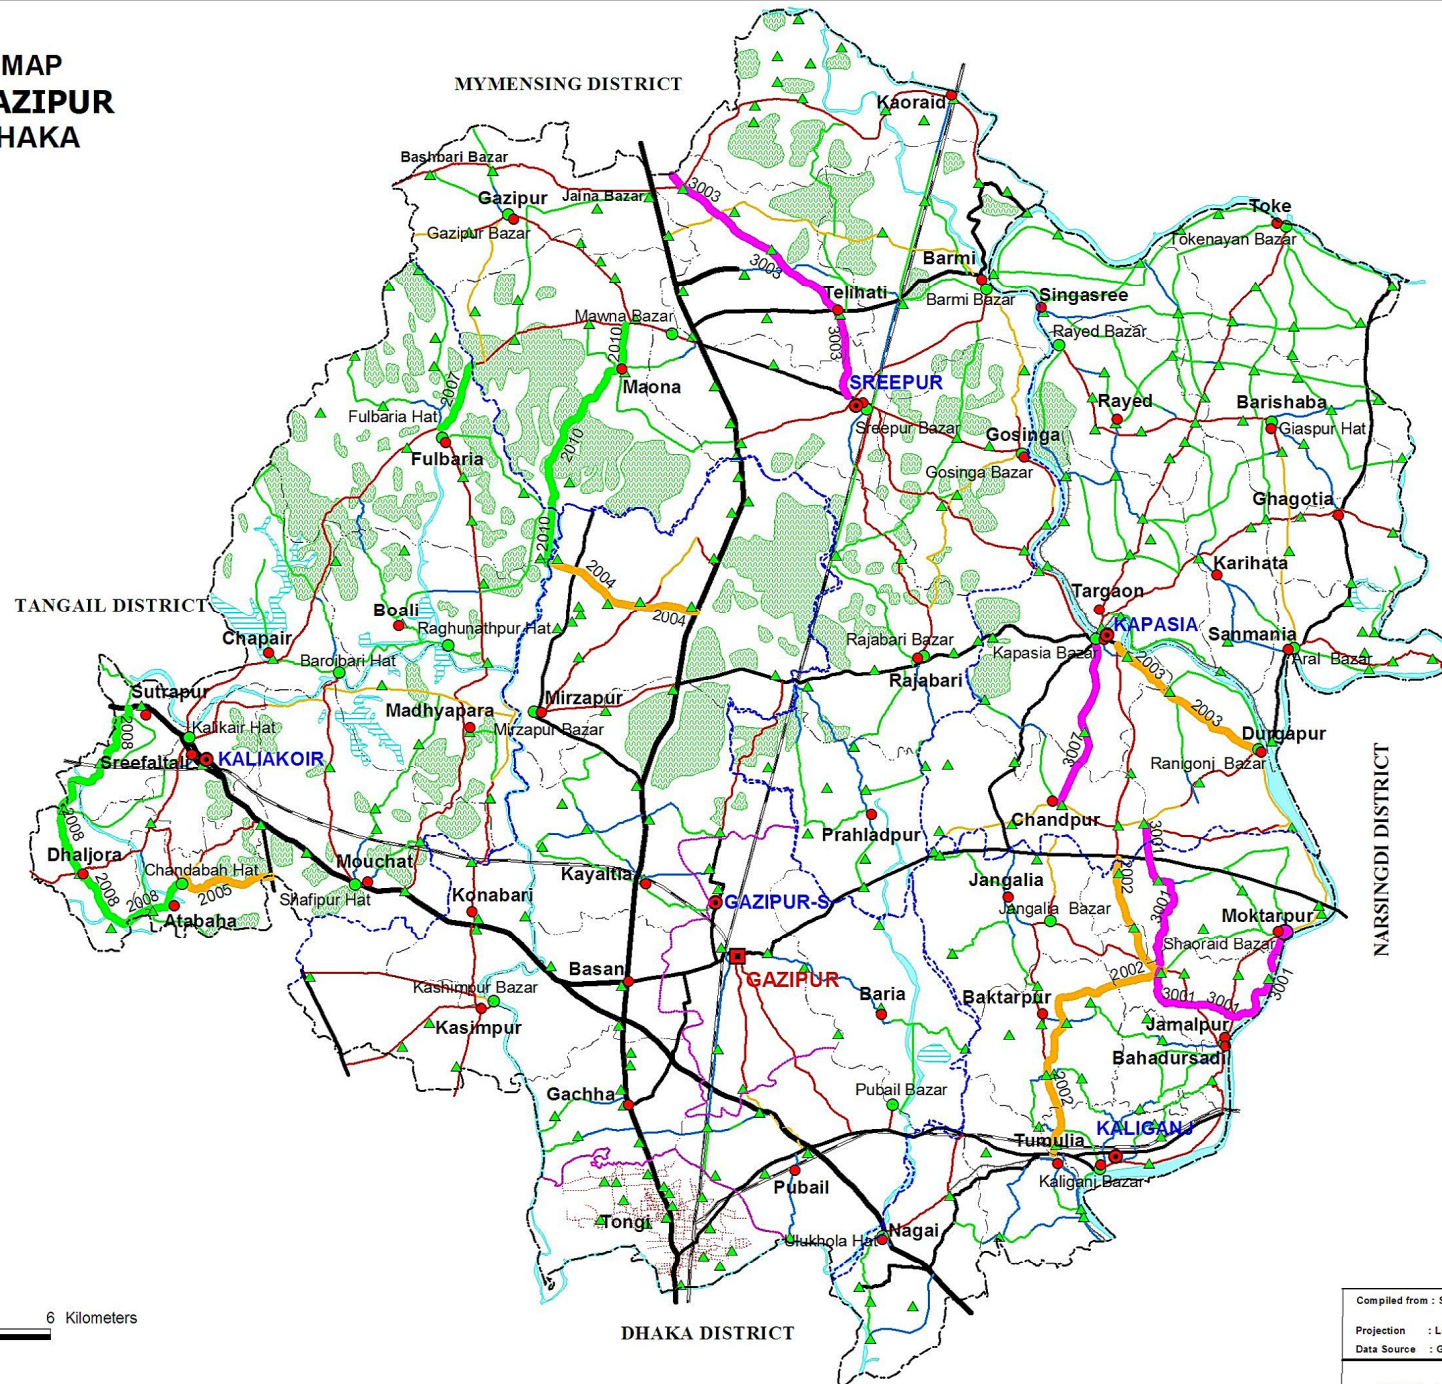 MAP
AZIPUR
HAKA
MYMENSING DISTRICT
Kaoraid
Bashbari Bazar
Gazipur
Jaina Bazar
3003
Toke
Gazipur Bazar
Tokenayan Bazar
3003
Barmi
Telihati
Barmi Bazar
Singasree
Mawna Bazar
Rayed Bazar
2010
3003
Maona
SREEPUR
2007
Rayed
Barishaba
Fulbaria Hat
Sreepur Bazar
Giaspur Hat
Gosinga
Fulbaria
2010
Gosinga Bazar
Ghagotia
2010
Karihata
2004
Targaon
TANGAIL DISTRICT
Boali
2004
KAPASIA
Raghunathpur Hat
Chapair
Rajabari Bazar
Sanmania
Kapasia Bazar
Baroibari Hat
Aral Bazar
2003
Rajabari
Sutrapur
Mirzapur
Madhyapara
2003
2008
Kalikair Hat
Mirzapur Bazar
Durgapur
3007
Sreefaltali
KALIAKOIR
Ranigonj Bazar
NARSINGDI DISTRICT
2008
Chandpur
Prahladpur
3001
Dhaljora
Mouchat
Chandabah Hat
Kayaltia
Jangalia
2002
2008
2005
2008
Shafipur Hat
Konabari
GAZIPUR-S
3001
Jangalia Bazar
Atabaha
Moktarpur
Shaoraid Bazar
Basan
GAZIPUR
2002
Kashimpur Bazar
Baria
Baktarpur
3001
3001
3001
Kasimpur
Jamalpur
Bahadursadi
Gachha
Pubail Bazar
2002
KALIGANJ
Tumulia
Pubail
Kaliganj Bazar
Tongi
Ulukhola Hat
Nagai
6 Kilometers
DHAKA DISTRICT
Compiled from : S
Projection : L
Data Source : G